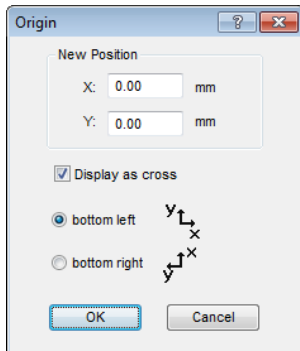 Origin
New Position
X: 0.00 mm
Y: 0.00 mm
Display as cross
bottom left y x
bottom right x y
OK Cancel